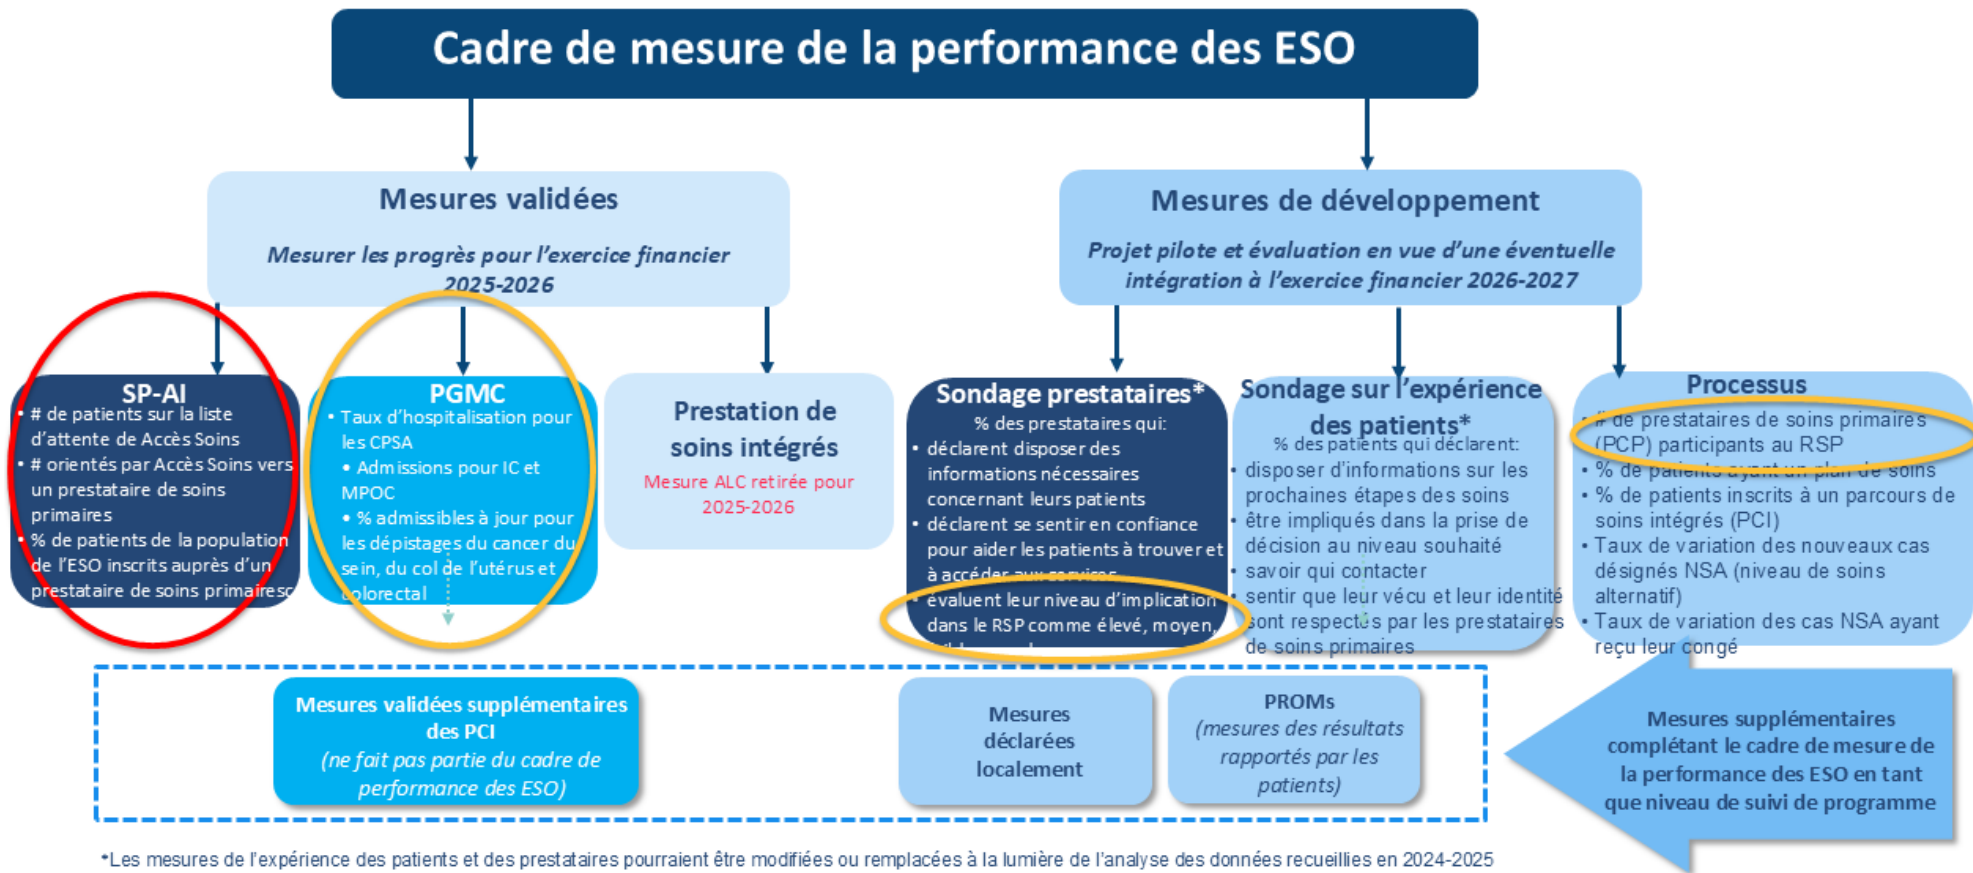 Cadre de mesure de la performance des ESO
Mesures validées
Mesurer les progrès pour l'exercice financier
2025-2026
Mesures de développement
Projet pilote et évaluation en vue d'une éventuelle
intégration à l'exercice financier 2026-2027
SP-AI
• # de patients sur la liste
d'attente de Accès Soins
• # orientés par Accès Soins vers
un prestataire de soins
primaires
• % de patients de la population
de l'ESO inscrits auprès d'un
prestataire de soins primairesc
PGMC
• Taux d'hospitalisation pour
les CPSA
• Admissions pour IC et
MPOC
• % admissibles à jour pour
les dépistages du cancer du
sein, du col de l'utérus et
colorectal
Prestation de
soins intégrés
Mesure ALC retirée pour
2025-2026
Sondage prestataires*
% des prestataires qui:
• déclarent disposer des
informations nécessaires
concernant leurs patients
• déclarent se sentir en confiance
pour aider les patients à trouver et
à accéder aux services
• évaluent leur niveau d'implication
dans le RSP comme élevé, moyen,
Sondage sur l'expérience
des patients*
% des patients qui déclarent:
• disposer d'informations sur les
prochaines étapes des soins
• être impliqués dans la prise de
décision au niveau souhaité
• savoir qui contacter
• sentir que leur vécu et leur identité
sont respectés par les prestataires
de soins primaires
Processus
• # de prestataires de soins primaires
(PCP) participants au RSP
• % de patients ayant un plan de soins
• % de patients inscrits à un parcours de
soins intégrés (PCI)
• Taux de variation des nouveaux cas
désignés NSA (niveau de soins
alternatif)
• Taux de variation des cas NSA ayant
reçu leur congé
Mesures validées supplémentaires
des PCI
(ne fait pas partie du cadre de
performance des ESO)
Mesures
déclarées
localement
PROMs
(mesures des résultats
rapportés par les
patients)
Mesures supplémentaires
complétant le cadre de mesure de
la performance des ESO en tant
que niveau de suivi de programme
*Les mesures de l'expérience des patients et des prestataires pourraient être modifiées ou remplacées à la lumière de l'analyse des données recueillies en 2024-2025